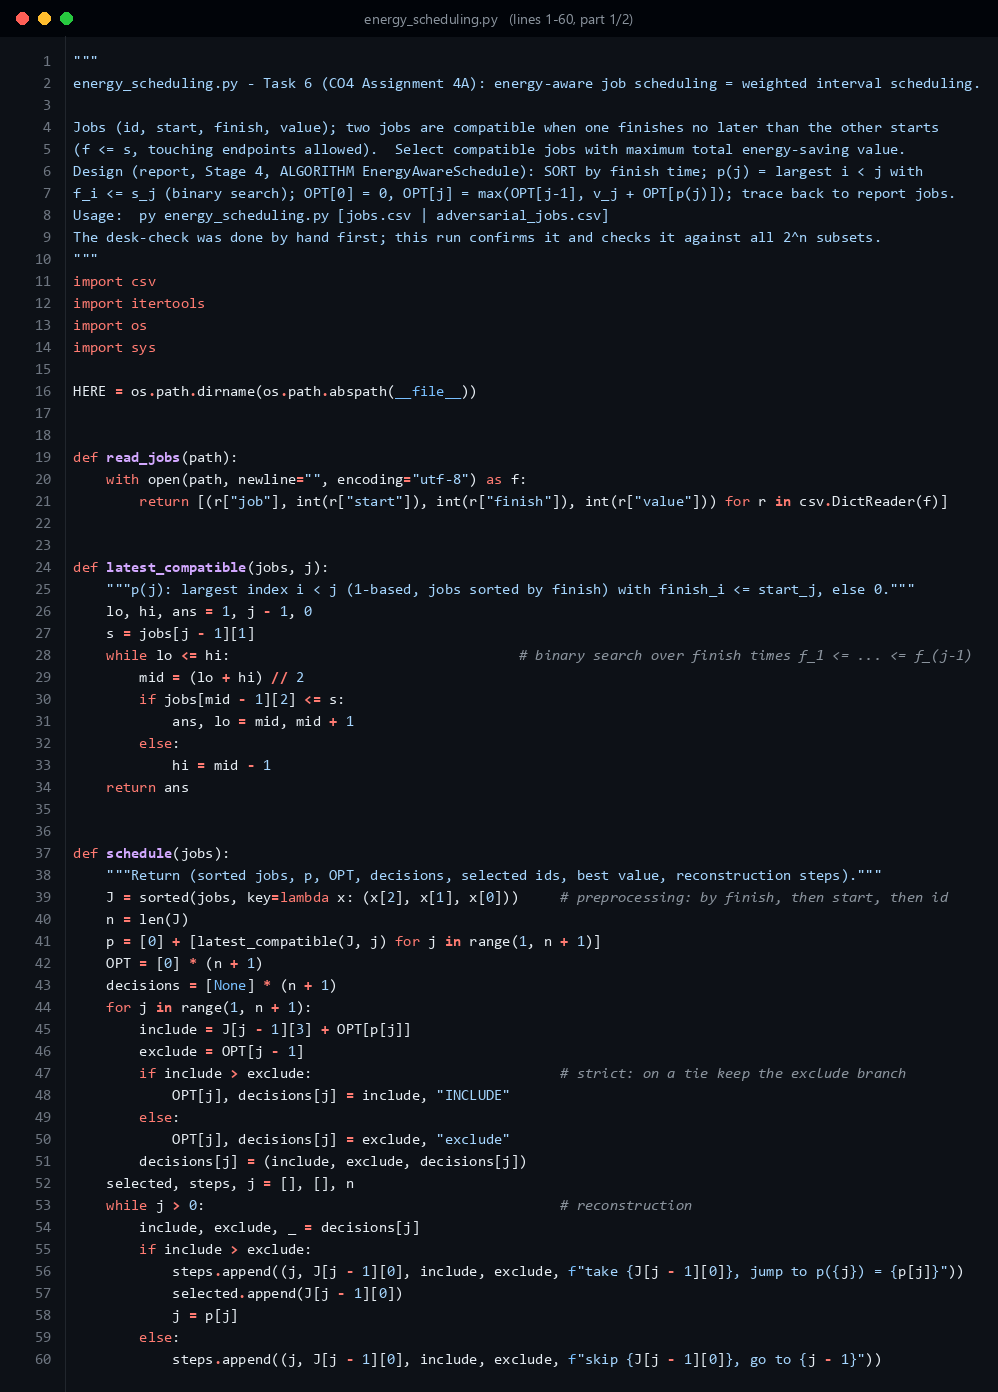 energy_scheduling.py   (lines 1-60, part 1/2)
1 """
2 energy_scheduling.py - Task 6 (CO4 Assignment 4A): energy-aware job scheduling = weighted interval scheduling.
3
4 Jobs (id, start, finish, value); two jobs are compatible when one finishes no later than the other starts
5 (f <= s, touching endpoints allowed).  Select compatible jobs with maximum total energy-saving value.
6 Design (report, Stage 4, ALGORITHM EnergyAwareSchedule): SORT by finish time; p(j) = largest i < j with
7 f_i <= s_j (binary search); OPT[0] = 0, OPT[j] = max(OPT[j-1], v_j + OPT[p(j)]); trace back to report jobs.
8 Usage:  py energy_scheduling.py [jobs.csv | adversarial_jobs.csv]
9 The desk-check was done by hand first; this run confirms it and checks it against all 2^n subsets.
10 """
11 import csv
12 import itertools
13 import os
14 import sys
15
16 HERE = os.path.dirname(os.path.abspath(__file__))
17
18
19 def read_jobs(path):
20     with open(path, newline="", encoding="utf-8") as f:
21         return [(r["job"], int(r["start"]), int(r["finish"]), int(r["value"])) for r in csv.DictReader(f)]
22
23
24 def latest_compatible(jobs, j):
25     """p(j): largest index i < j (1-based, jobs sorted by finish) with finish_i <= start_j, else 0."""
26     lo, hi, ans = 1, j - 1, 0
27     s = jobs[j - 1][1]
28     while lo <= hi:                                   # binary search over finish times f_1 <= ... <= f_(j-1)
29         mid = (lo + hi) // 2
30         if jobs[mid - 1][2] <= s:
31             ans, lo = mid, mid + 1
32         else:
33             hi = mid - 1
34     return ans
35
36
37 def schedule(jobs):
38     """Return (sorted jobs, p, OPT, decisions, selected ids, best value, reconstruction steps)."""
39     J = sorted(jobs, key=lambda x: (x[2], x[1], x[0]))     # preprocessing: by finish, then start, then id
40     n = len(J)
41     p = [0] + [latest_compatible(J, j) for j in range(1, n + 1)]
42     OPT = [0] * (n + 1)
43     decisions = [None] * (n + 1)
44     for j in range(1, n + 1):
45         include = J[j - 1][3] + OPT[p[j]]
46         exclude = OPT[j - 1]
47         if include > exclude:                              # strict: on a tie keep the exclude branch
48             OPT[j], decisions[j] = include, "INCLUDE"
49         else:
50             OPT[j], decisions[j] = exclude, "exclude"
51         decisions[j] = (include, exclude, decisions[j])
52     selected, steps, j = [], [], n
53     while j > 0:                                           # reconstruction
54         include, exclude, _ = decisions[j]
55         if include > exclude:
56             steps.append((j, J[j - 1][0], include, exclude, f"take {J[j - 1][0]}, jump to p({j}) = {p[j]}"))
57             selected.append(J[j - 1][0])
58             j = p[j]
59         else:
60             steps.append((j, J[j - 1][0], include, exclude, f"skip {J[j - 1][0]}, go to {j - 1}"))